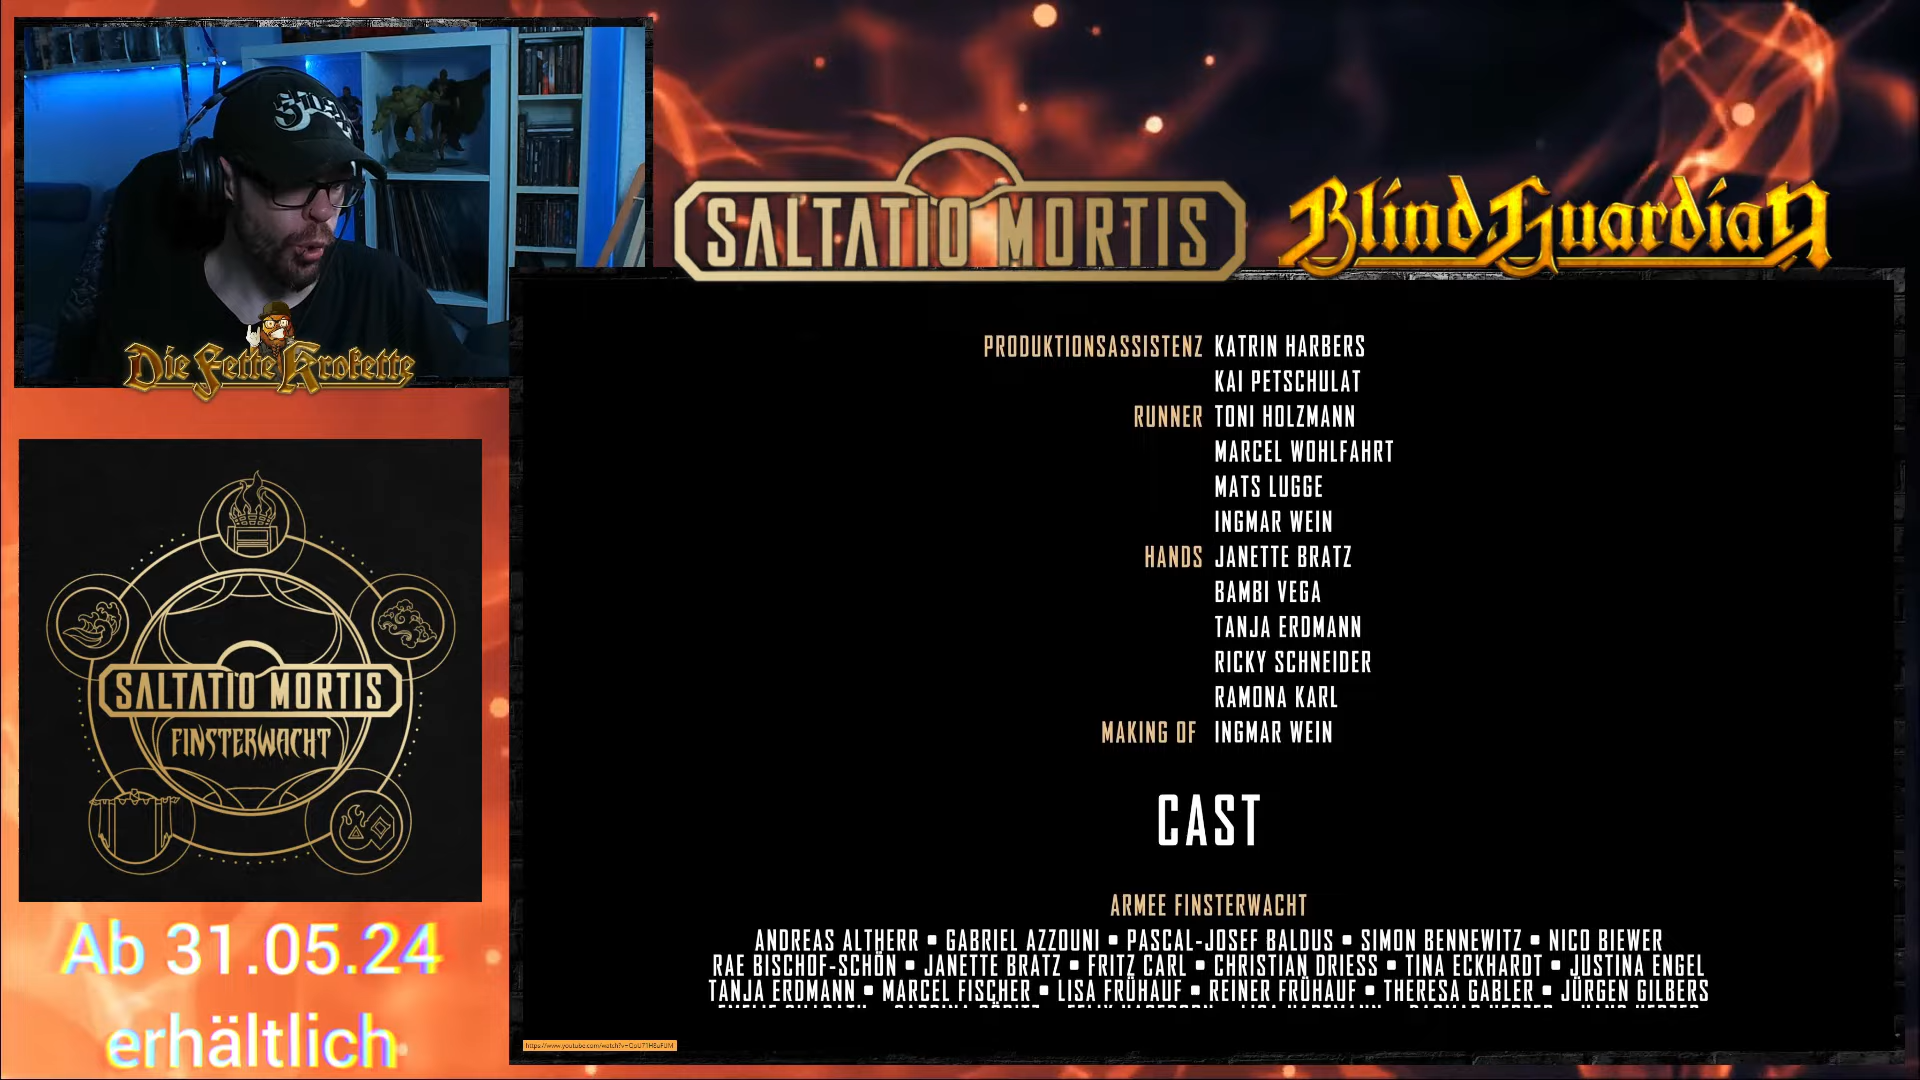 SALTATIO MORTIS
Blind Guardian
Die Fette Krokette
PRODUKTIONSASSISTENZ KATRIN HARBERS
KAI PETSCHULAT
RUNNER TONI HOLZMANN
MARCEL WOHLFAHRT
MATS LUGGE
INGMAR WEIN
HANDS JANETTE BRATZ
BAMBI VEGA
TANJA ERDMANN
RICKY SCHNEIDER
RAMONA KARL
MAKING OF INGMAR WEIN
CAST
ARMEE FINSTERWACHT
ANDREAS ALTHERR ▪ GABRIEL AZZOUNI ▪ PASCAL-JOSEF BALDUS ▪ SIMON BENNEWITZ ▪ NICO BIEWER
RAE BISCHOF-SCHÖN ▪ JANETTE BRATZ ▪ FRITZ CARL ▪ CHRISTIAN DRIESS ▪ TINA ECKHARDT ▪ JUSTINA ENGEL
TANJA ERDMANN ▪ MARCEL FISCHER ▪ LISA FRÜHAUF ▪ REINER FRÜHAUF ▪ THERESA GABLER ▪ JÜRGEN GILBERS
SALTATIO MORTIS
FINSTERWACHT
Ab 31.05.24
erhältlich